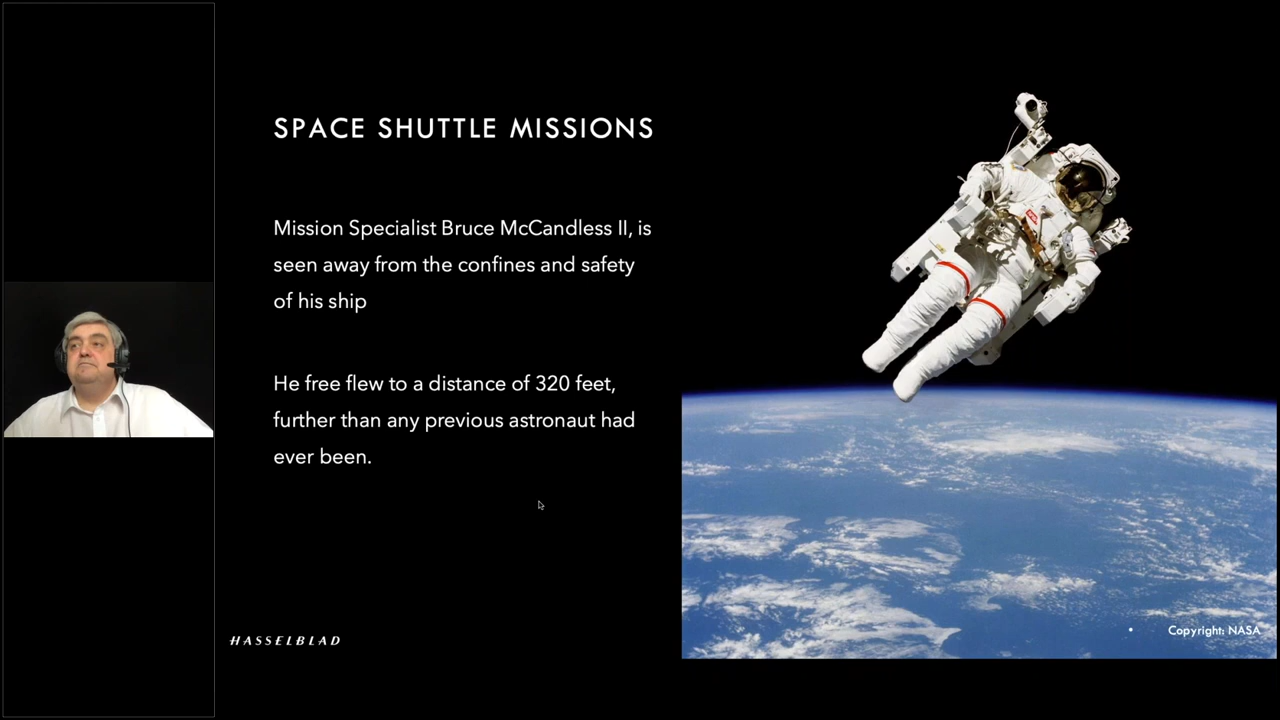 SPACE SHUTTLE MISSIONS
Mission Specialist Bruce McCandless II, is
seen away from the confines and safety
of his ship
He free flew to a distance of 320 feet,
further than any previous astronaut had
ever been.
HASSELBLAD
• Copyright: NASA